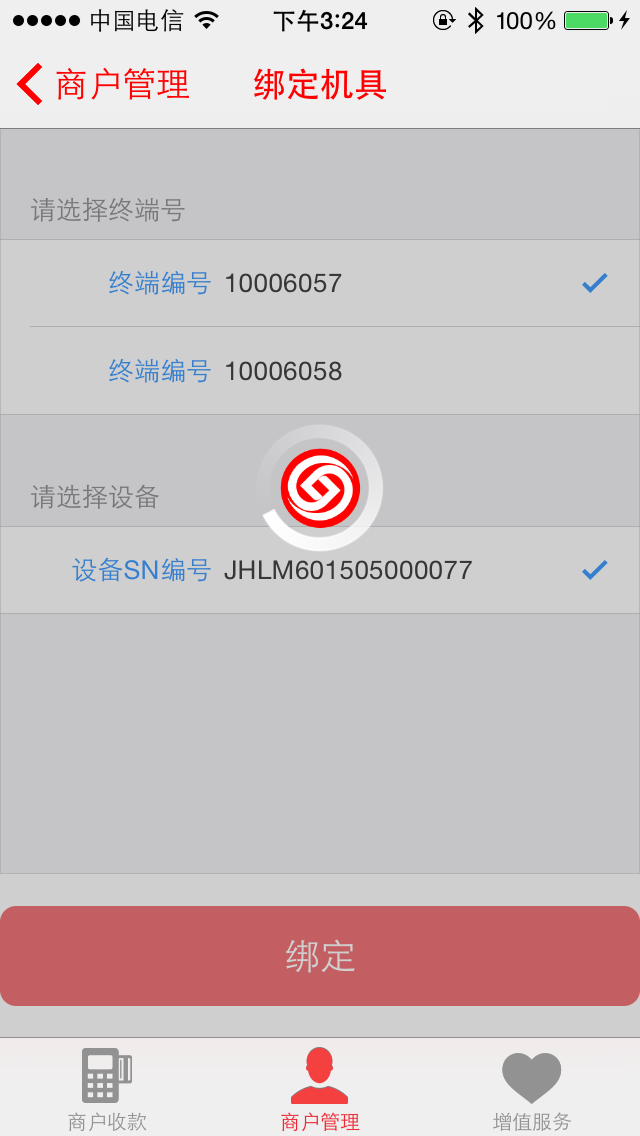 中国电信 下午3:24 100%
商户管理 绑定机具
请选择终端号
终端编号 10006057
终端编号 10006058
请选择设备
设备SN编号 JHLM601505000077
绑定
商户收款 商户管理 增值服务